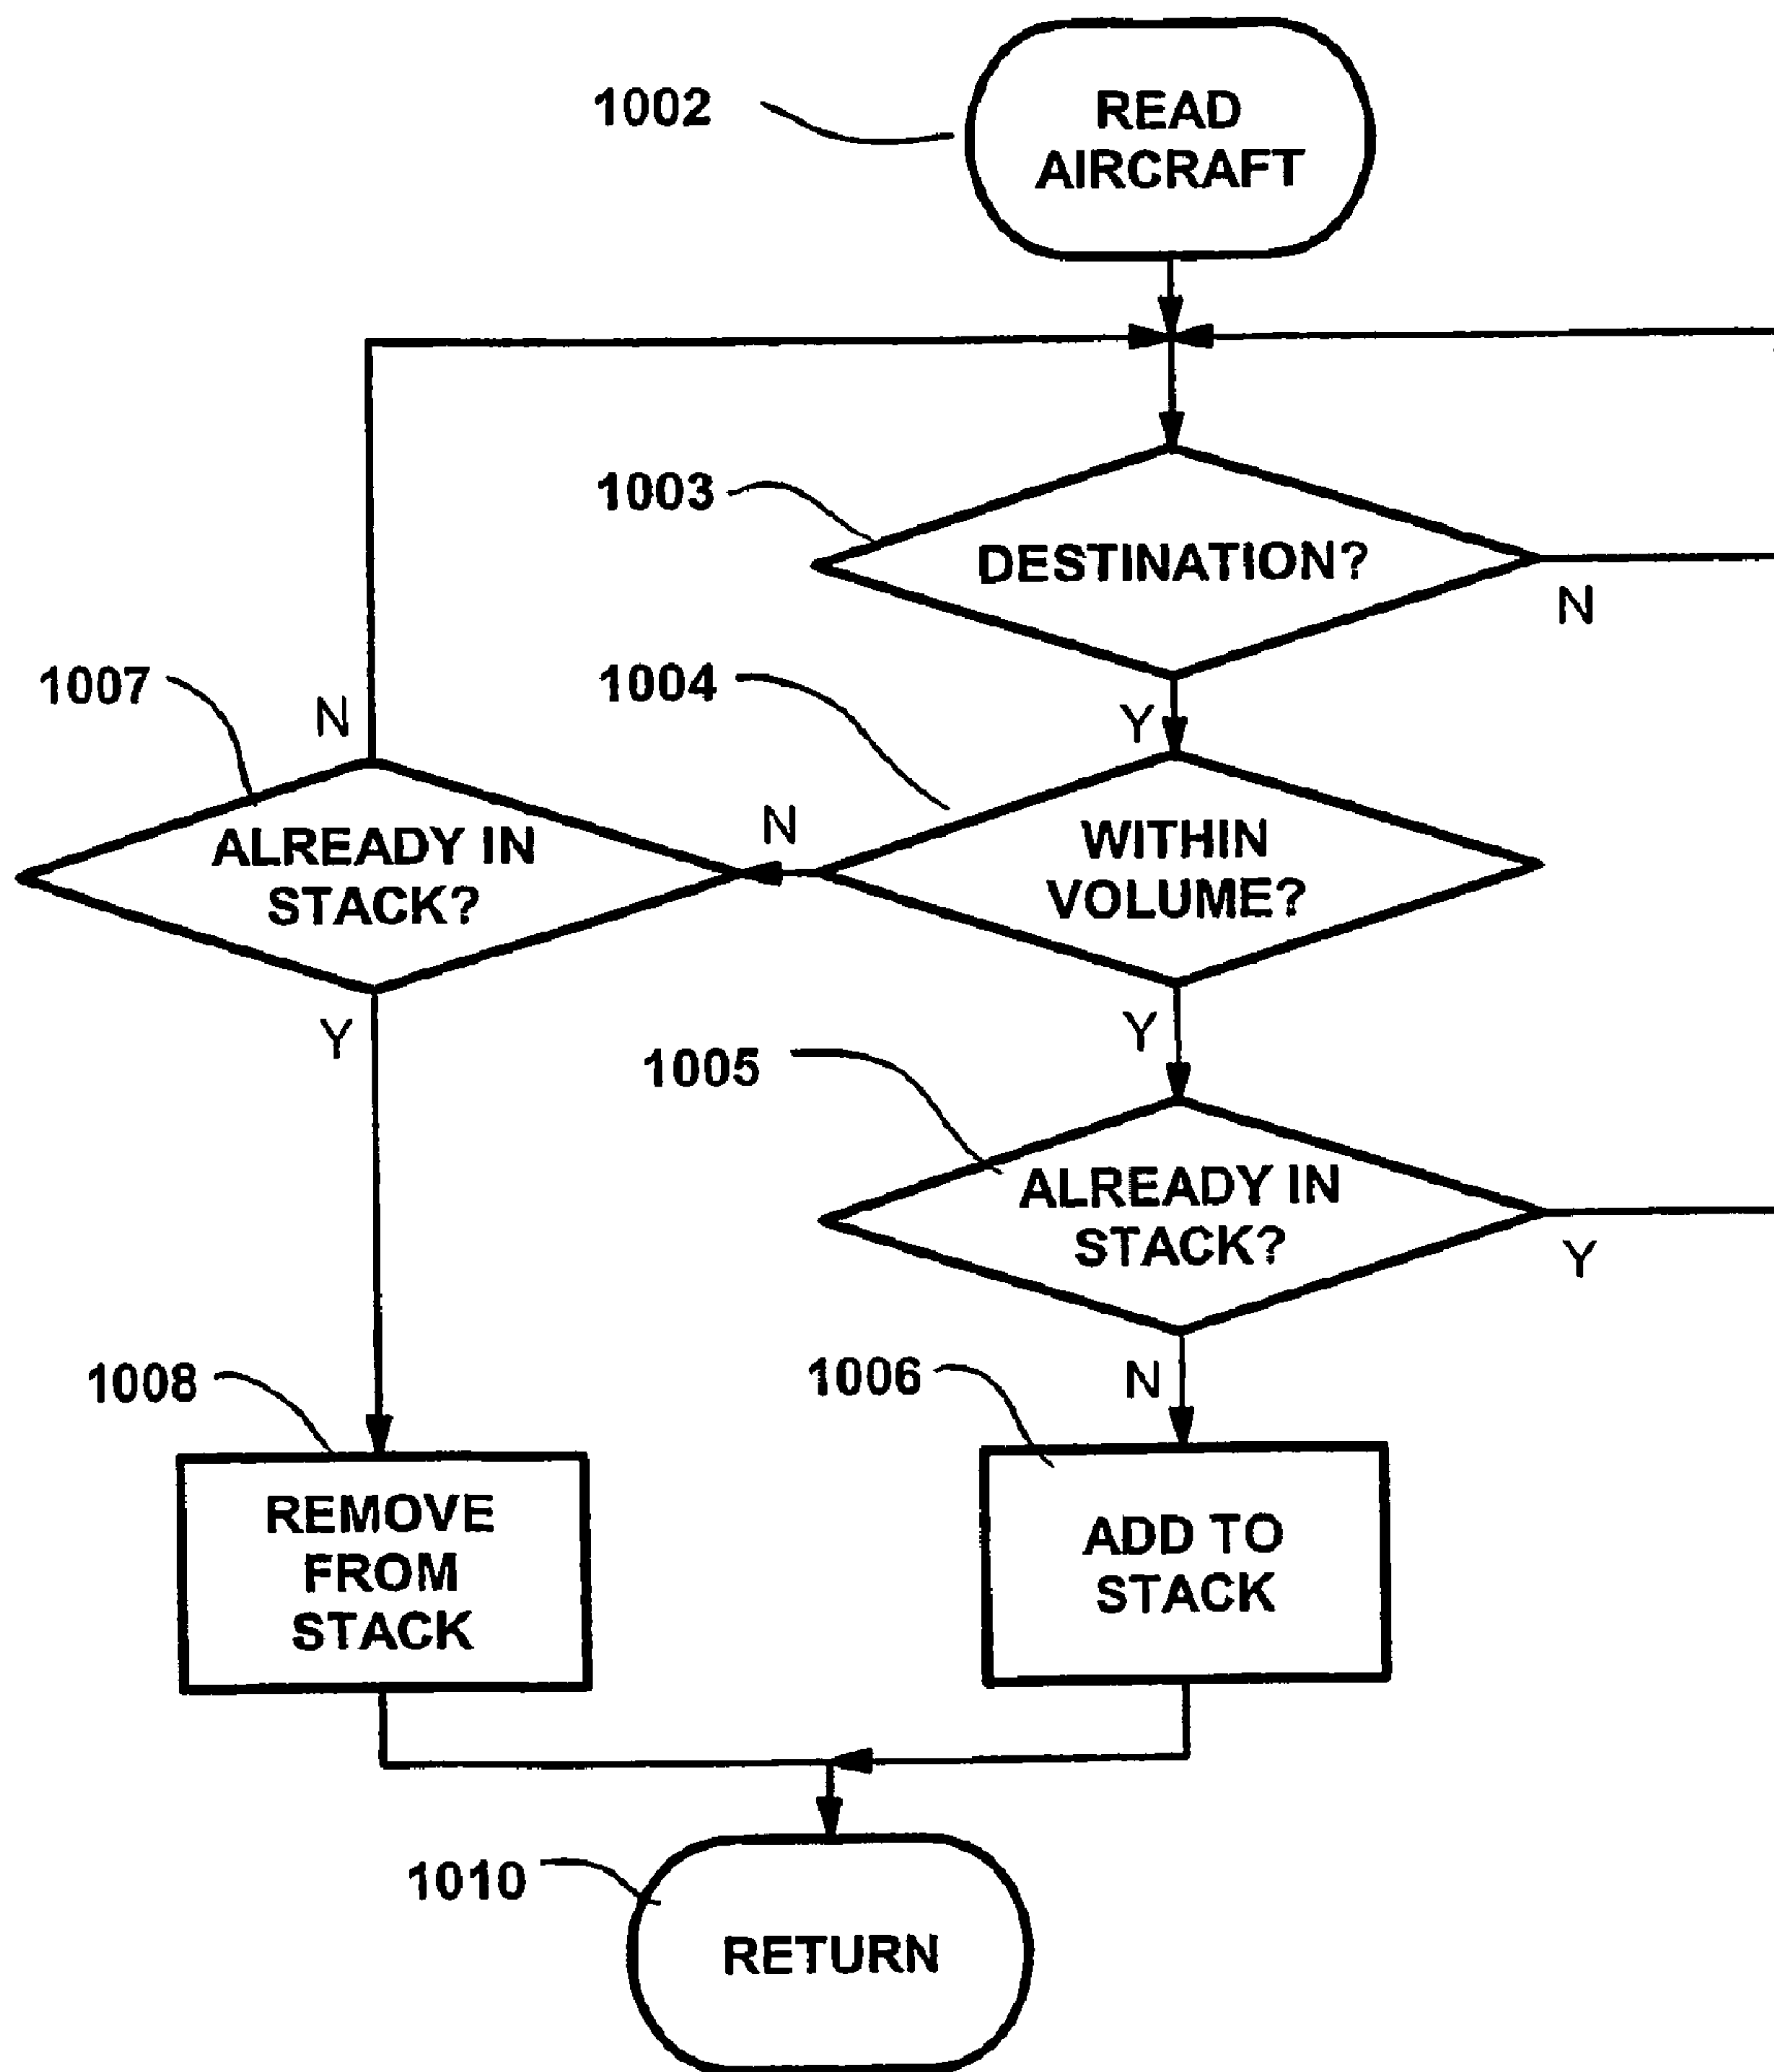 1002
READ
AIRCRAFT
1003
DESTINATION?
N
1007
N
1004
Y
ALREADY IN
STACK?
N
WITHIN
VOLUME?
Y
1005
Y
ALREADY IN
STACK?
Y
1008
1006
N
REMOVE
FROM
STACK
ADD TO
STACK
1010
RETURN